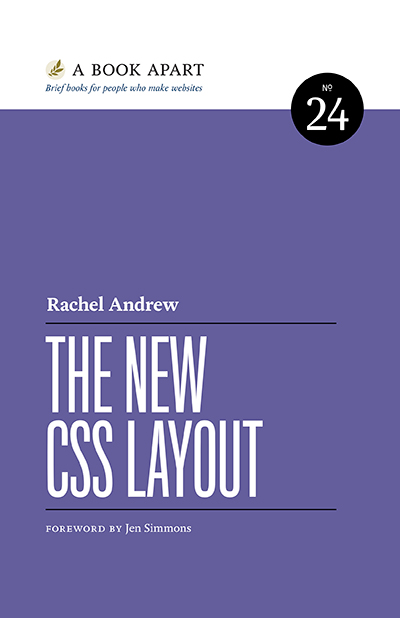 A BOOK APART
Brief books for people who make websites
Nº
24
Rachel Andrew
THE NEW
CSS LAYOUT
FOREWORD BY Jen Simmons